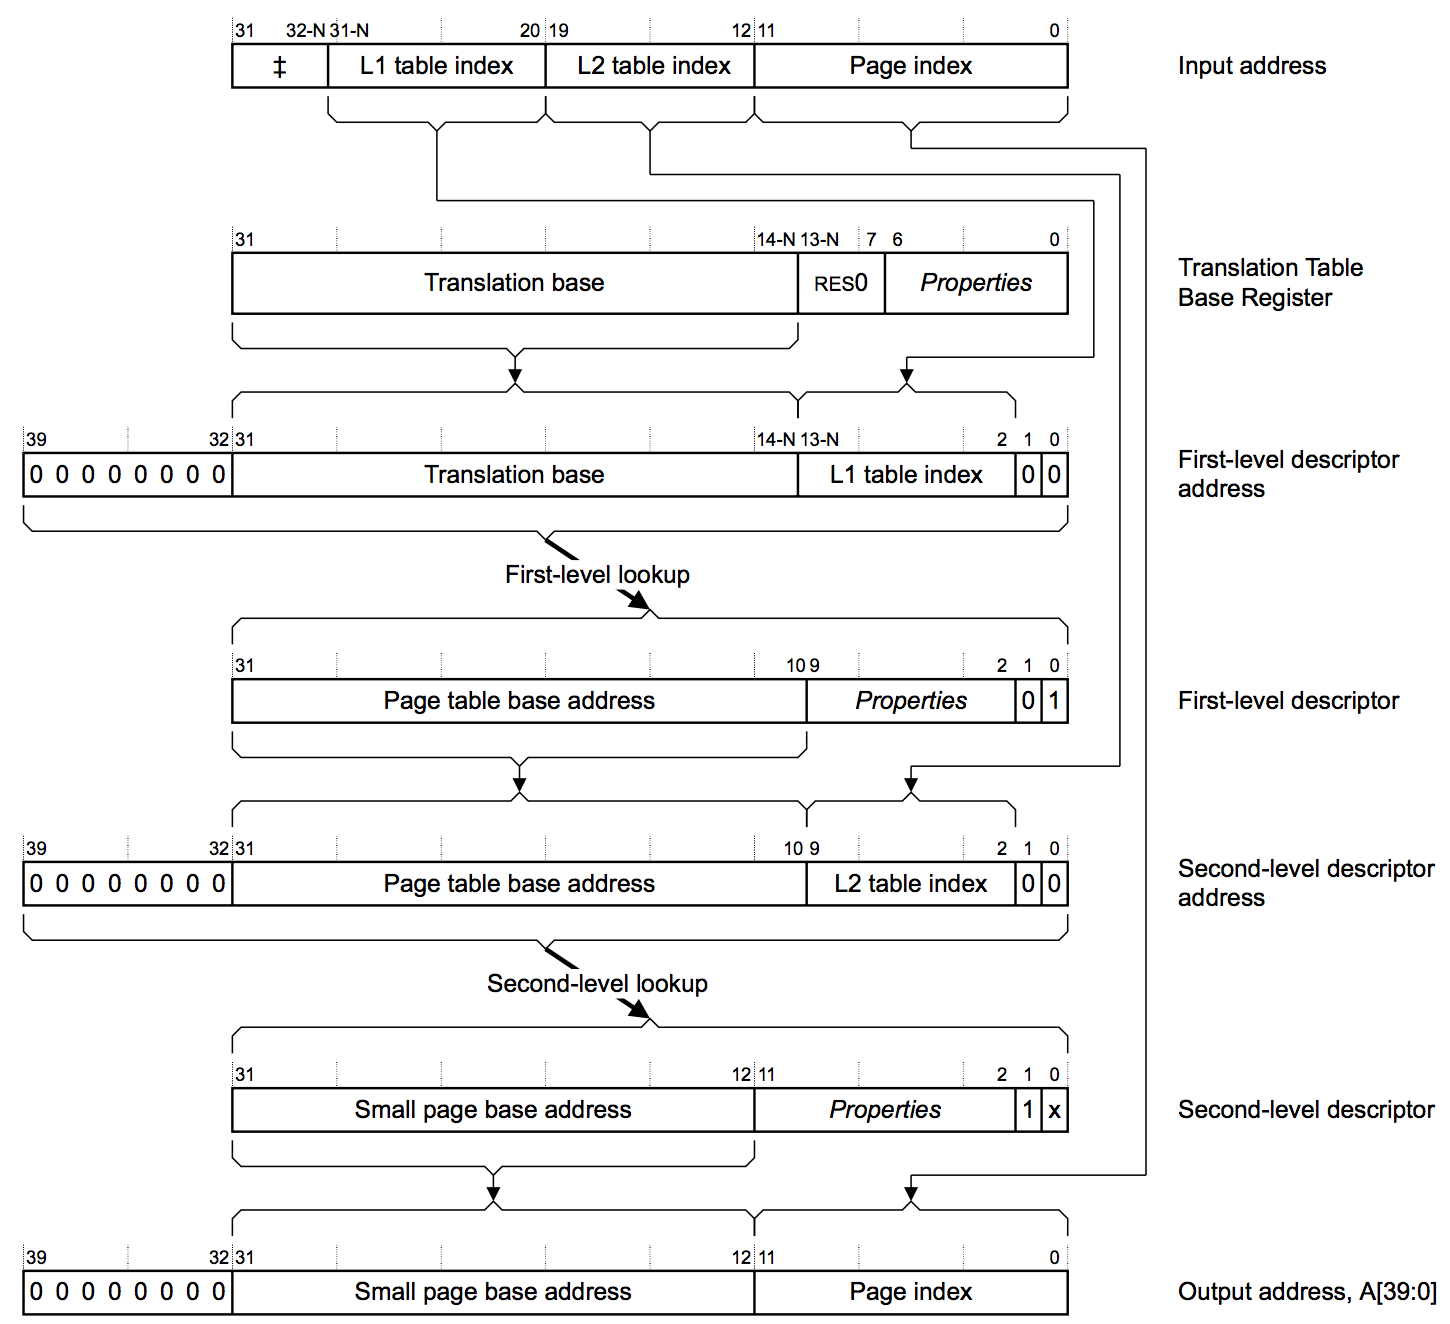 31 32-N 31-N 20 19 12 11 0
‡ L1 table index L2 table index Page index Input address
31 14-N 13-N 7 6 0
Translation base RES0 Properties Translation Table
Base Register
39 32 31 14-N 13-N 2 1 0
0 0 0 0 0 0 0 0 Translation base L1 table index 0 0 First-level descriptor
address
First-level lookup
31 10 9 2 1 0
Page table base address Properties 0 1 First-level descriptor
39 32 31 10 9 2 1 0
0 0 0 0 0 0 0 0 Page table base address L2 table index 0 0 Second-level descriptor
address
Second-level lookup
31 12 11 2 1 0
Small page base address Properties 1 x Second-level descriptor
39 32 31 12 11 0
0 0 0 0 0 0 0 0 Small page base address Page index Output address, A[39:0]